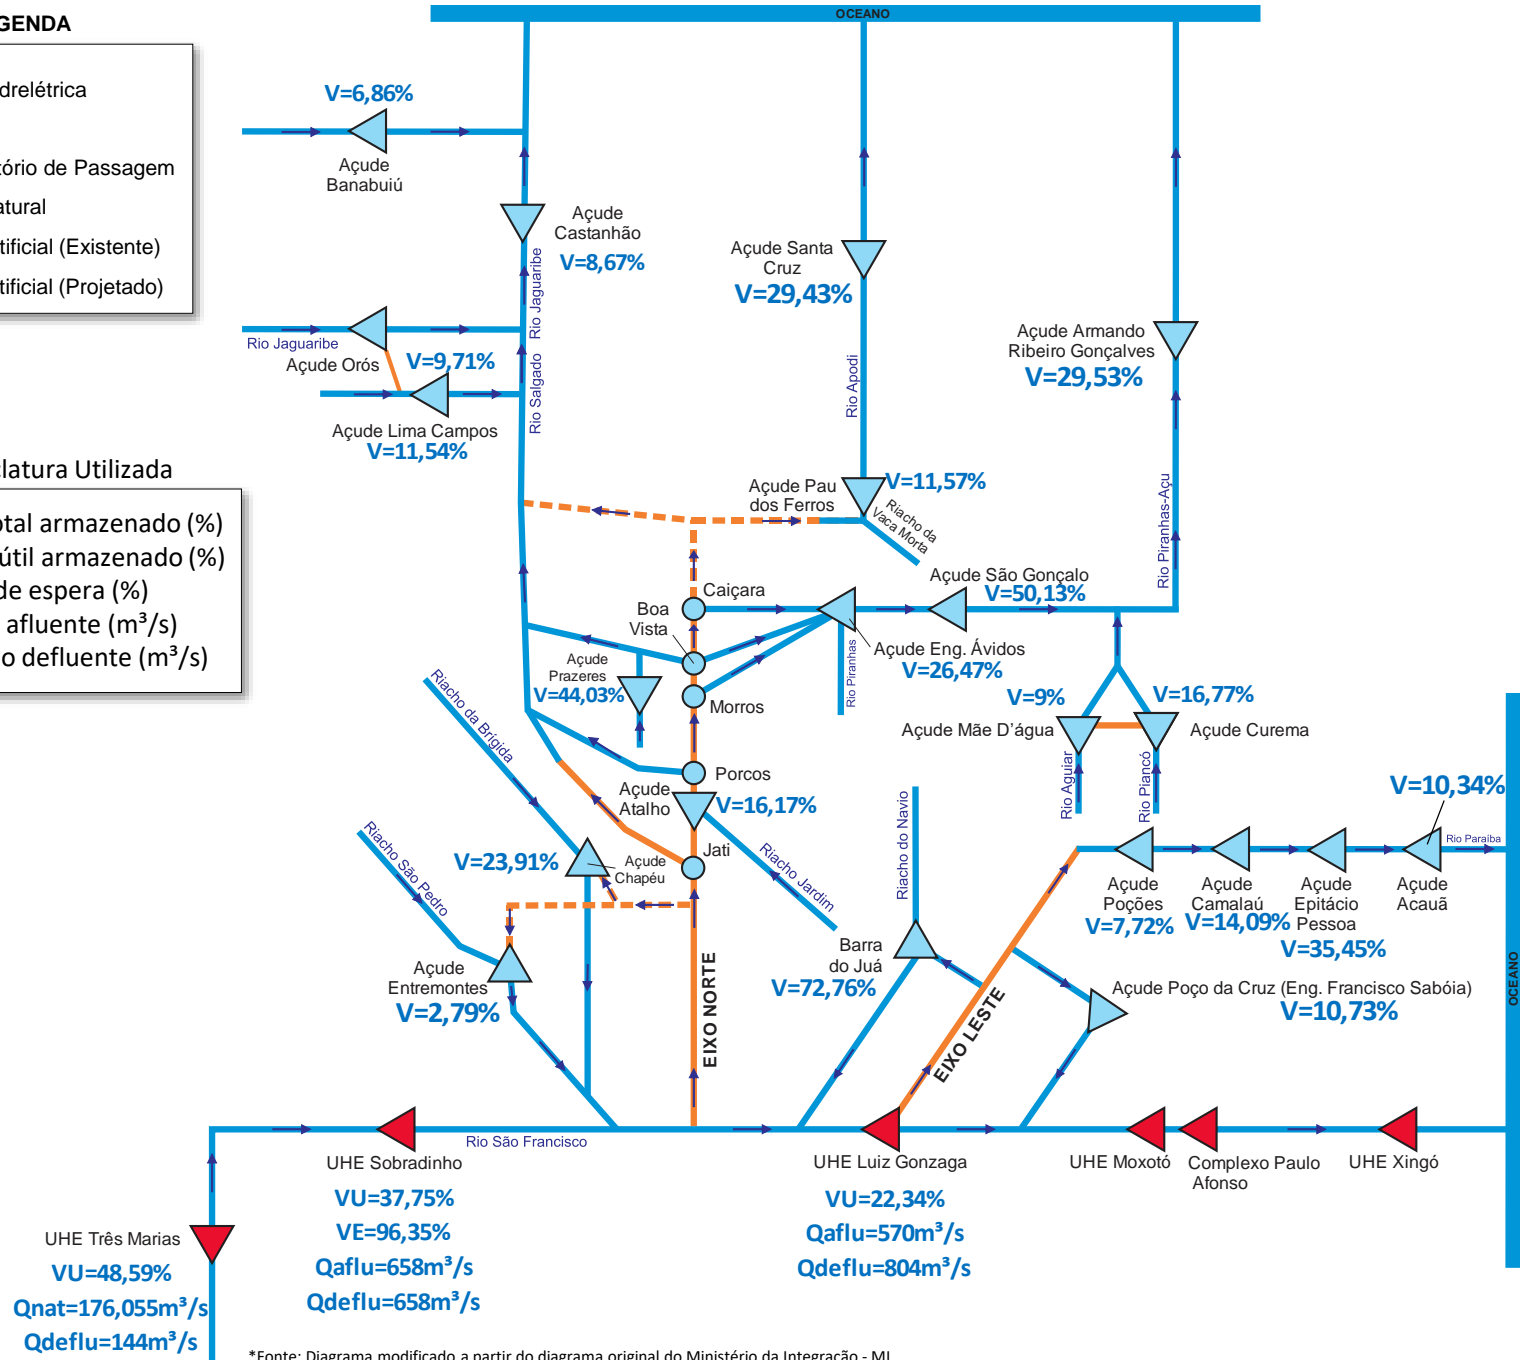 GENDA
drelétrica
tório de Passagem
atural
tificial (Existente)
tificial (Projetado)
clatura Utilizada
otal armazenado (%)
útil armazenado (%)
de espera (%)
afluente (m³/s)
o defluente (m³/s)
OCEANO
V=6,86%
Açude
Banabuiú
Açude
Castanhão
V=8,67%
Rio Jaguaribe
Rio Jaguaribe
Açude Orós
V=9,71%
Rio Salgado
Açude Lima Campos
V=11,54%
Açude Santa
Cruz
V=29,43%
Rio Apodi
Açude Armando
Ribeiro Gonçalves
V=29,53%
Rio Piranhas-Açu
Açude Pau
dos Ferros
V=11,57%
Riacho da
Vaca Morta
Caiçara
Boa
Vista
Morros
Açude São Gonçalo
V=50,13%
Açude Eng. Ávidos
V=26,47%
Rio Piranhas
Açude
Prazeres
V=44,03%
Riacho da Brígida
Porcos
Açude
Atalho
V=16,17%
Jati
Riacho Jardim
V=9%
V=16,77%
Açude Mãe D'água
Açude Curema
Rio Aguiar
Rio Piancó
V=10,34%
Rio Paraíba
Açude
Poções
V=7,72%
Açude
Camalaú
V=14,09%
Açude
Epitácio
Pessoa
V=35,45%
Açude
Acauã
Riacho São Pedro
V=23,91%
Açude
Chapéu
Açude
Entremontes
V=2,79%
EIXO NORTE
Riacho do Navio
Barra
do Juá
V=72,76%
EIXO LESTE
Açude Poço da Cruz (Eng. Francisco Sabóia)
V=10,73%
OCEANO
Rio São Francisco
UHE Sobradinho
VU=37,75%
VE=96,35%
Qaflu=658m³/s
Qdeflu=658m³/s
UHE Luiz Gonzaga
VU=22,34%
Qaflu=570m³/s
Qdeflu=804m³/s
UHE Moxotó
Complexo Paulo
Afonso
UHE Xingó
UHE Três Marias
VU=48,59%
Qnat=176,055m³/s
Qdeflu=144m³/s
*Fonte: Diagrama modificado a partir do diagrama original do Ministério da Integração - MI